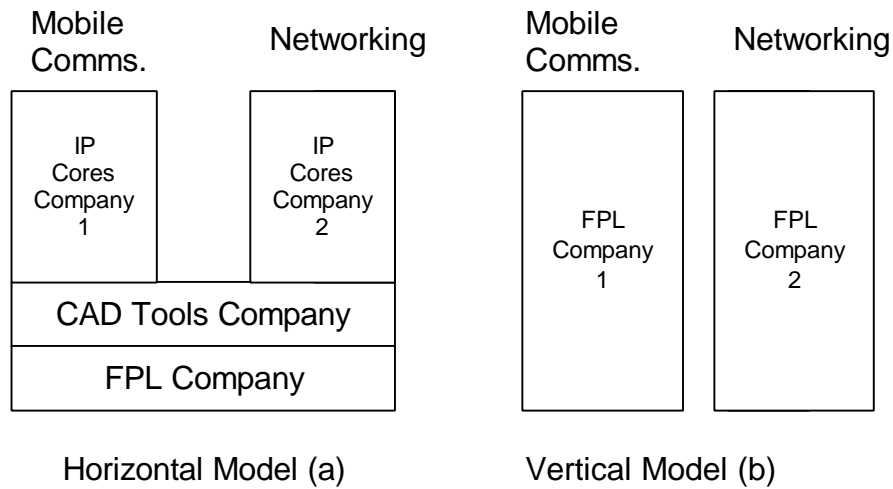 Mobile
Comms.
Networking
IP
Cores
Company
1
IP
Cores
Company
2
CAD Tools Company
FPL Company
Horizontal Model (a)
Mobile
Comms.
Networking
FPL
Company
1
FPL
Company
2
Vertical Model (b)